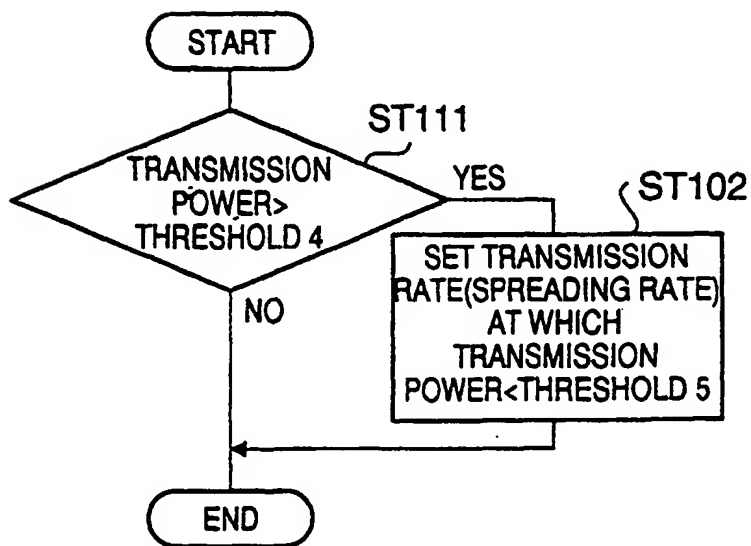 START
ST111
TRANSMISSION
POWER>
THRESHOLD 4
YES
ST102
SET TRANSMISSION
RATE(SPREADING RATE)
AT WHICH
TRANSMISSION
POWER<THRESHOLD 5
NO
END